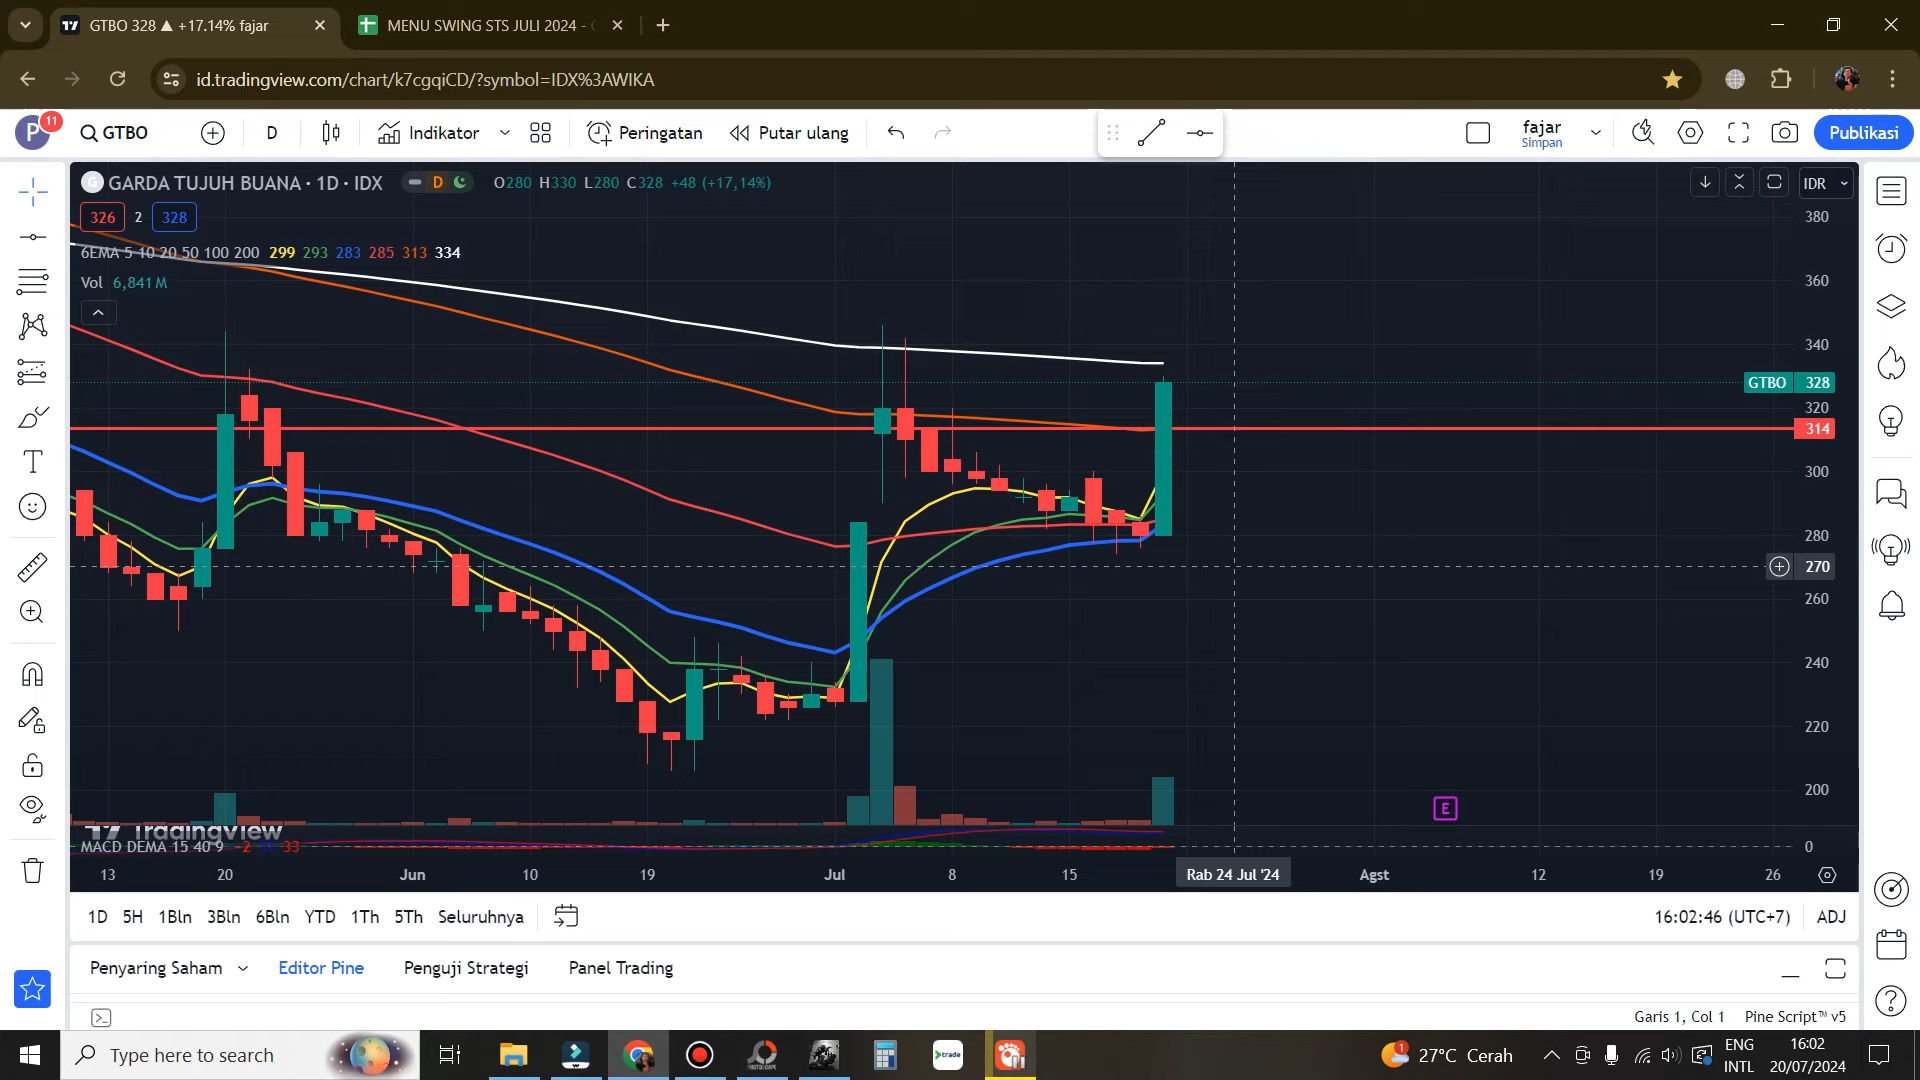 GTBO 328 ▲ +17.14% fajar
MENU SWING STS JULI 2024 -
id.tradingview.com/chart/k7cgqiCD/?symbol=IDX%3AWIKA
P 11
GTBO
D
Indikator
Peringatan
Putar ulang
fajar
Simpan
Publikasi
GARDA TUJUH BUANA · 1D · IDX
D
O280 H330 L280 C328 +48 (+17,14%)
IDR
326 2 328
6EMA 5 10 20 50 100 200 299 293 283 285 313 334
Vol 6,841 M
380
360
340
GTBO 328
320
314
300
280
270
260
240
220
200
E
TradingView
MACD DEMA 15 40 9 -2 33
0
13 20 Jun 10 19 Jul 8 15 Rab 24 Jul '24 Agst 12 19 26
1D 5H 1Bln 3Bln 6Bln YTD 1Th 5Th Seluruhnya
16:02:46 (UTC+7) ADJ
Penyaring Saham Editor Pine Penguji Strategi Panel Trading
Garis 1, Col 1 Pine Script™ v5
Type here to search
trade
1
27°C Cerah
ENG
INTL
16:02
20/07/2024